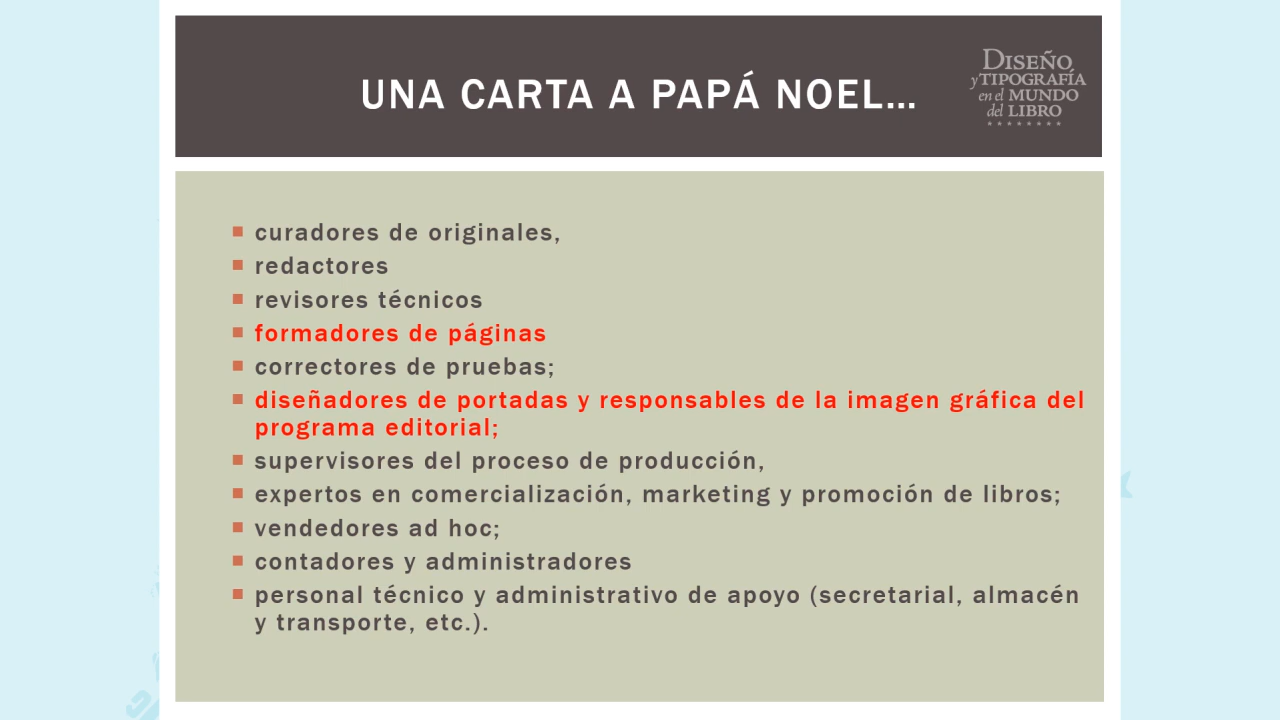 UNA CARTA A PAPÁ NOEL...
DISEÑO
y TIPOGRAFÍA
en el MUNDO
del LIBRO
curadores de originales,
redactores
revisores técnicos
formadores de páginas
correctores de pruebas;
diseñadores de portadas y responsables de la imagen gráfica del
programa editorial;
supervisores del proceso de producción,
expertos en comercialización, marketing y promoción de libros;
vendedores ad hoc;
contadores y administradores
personal técnico y administrativo de apoyo (secretarial, almacén
y transporte, etc.).